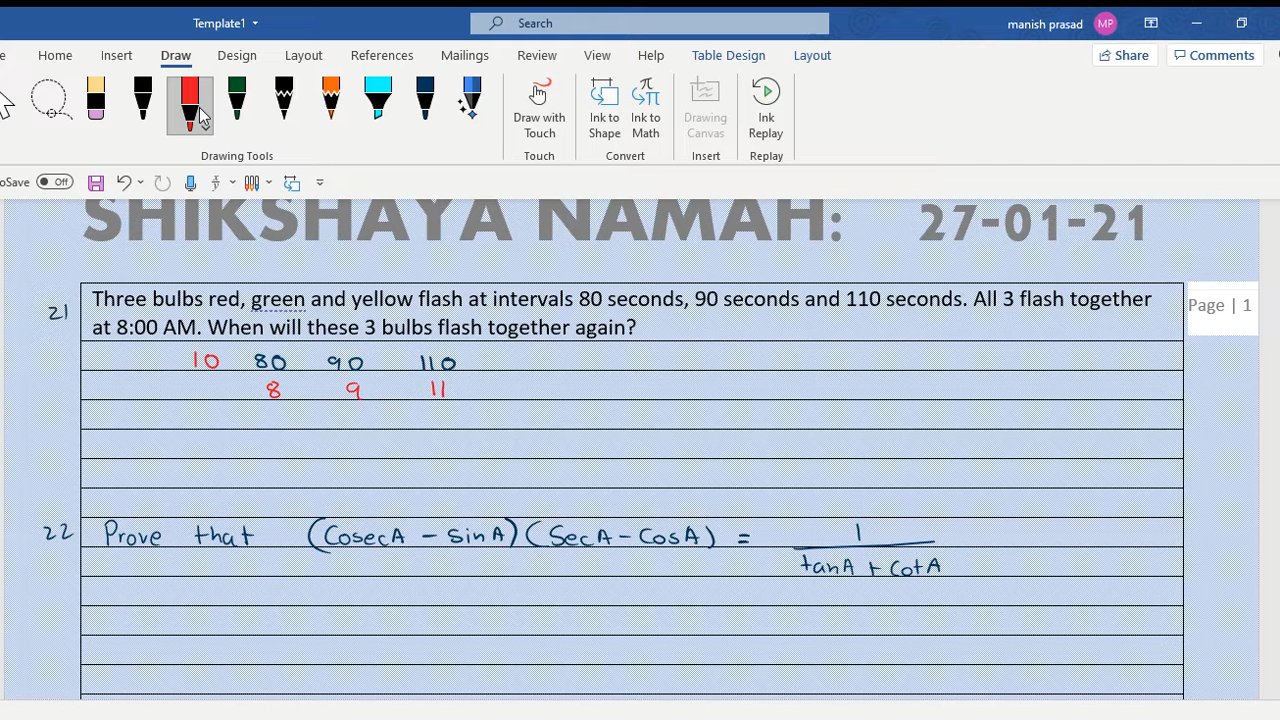 Template1
Search
manish prasad
MP
Home Insert Draw Design Layout References Mailings Review View Help Table Design Layout
Share
Comments
Draw with Touch
Ink to Shape
Ink to Math
Drawing Canvas
Ink Replay
Drawing Tools
Touch
Convert
Insert
Replay
oSave Off
SHIKSHAYA NAMAH: 27-01-21
Page | 1
21 Three bulbs red, green and yellow flash at intervals 80 seconds, 90 seconds and 110 seconds. All 3 flash together
at 8:00 AM. When will these 3 bulbs flash together again?
10 80 90 110
8 9 11
22 Prove that (CosecA - sinA)(SecA - CosA) = 1
tanA + CotA